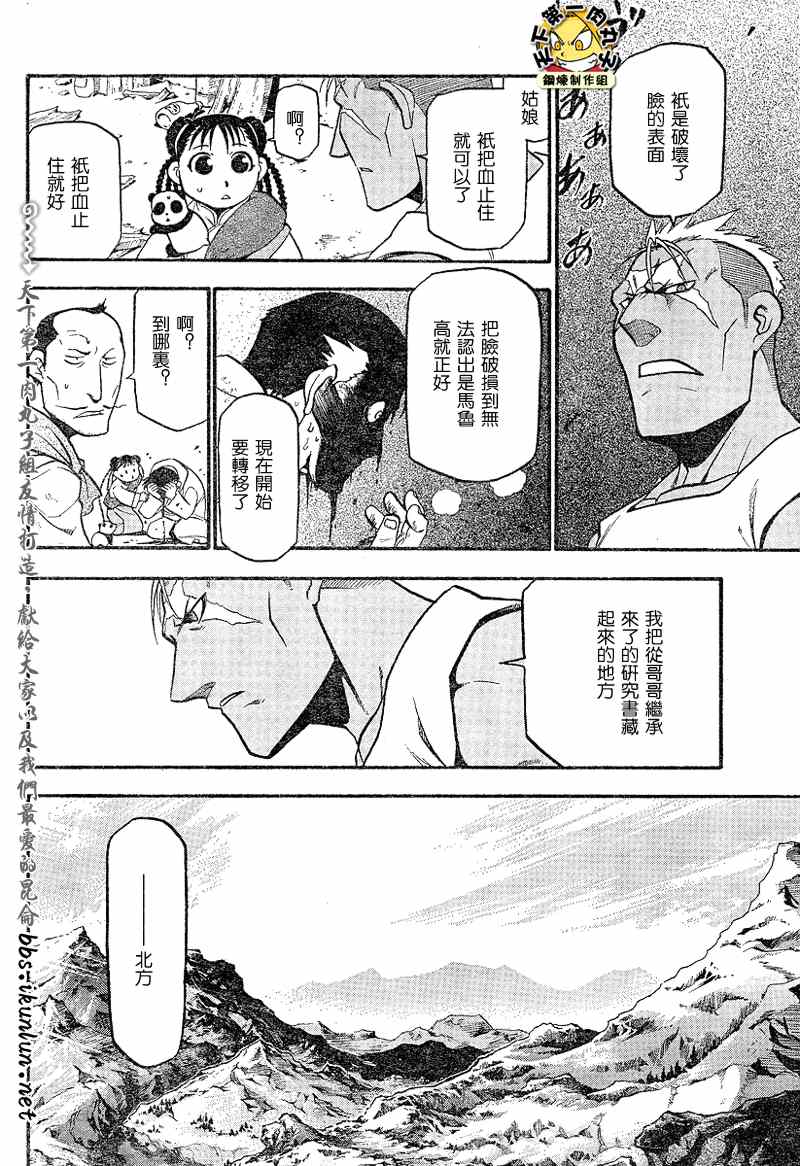 天下第一肉丸子
鋼煉制作組
祇是破壞了
臉的表面
ああああ
ああああ
姑娘
祇把血止住
就可以了
啊？
祇把血止
住就好
把臉破損到無
法認出是馬魯
高就正好
現在開始
要轉移了
啊？
到哪裏？
我把從哥哥繼承
來了的研究書藏
起來的地方
——北方
天下第一肉丸子組友情打造；獻給大家以及我們最愛的昆侖-bbs.ikunlun.net